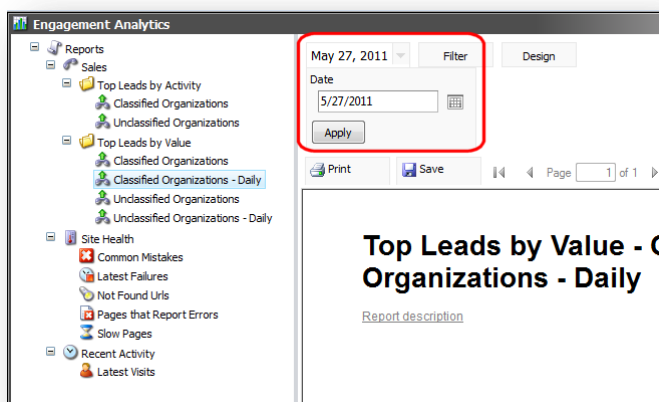 Engagement Analytics
Reports
Sales
Top Leads by Activity
Classified Organizations
Unclassified Organizations
Top Leads by Value
Classified Organizations
Classified Organizations - Daily
Unclassified Organizations
Unclassified Organizations - Daily
Site Health
Common Mistakes
Latest Failures
Not Found Urls
Pages that Report Errors
Slow Pages
Recent Activity
Latest Visits
May 27, 2011 Filter Design
Date
5/27/2011
Apply
Print Save Page 1 of 1
Top Leads by Value -
Organizations - Daily
Report description